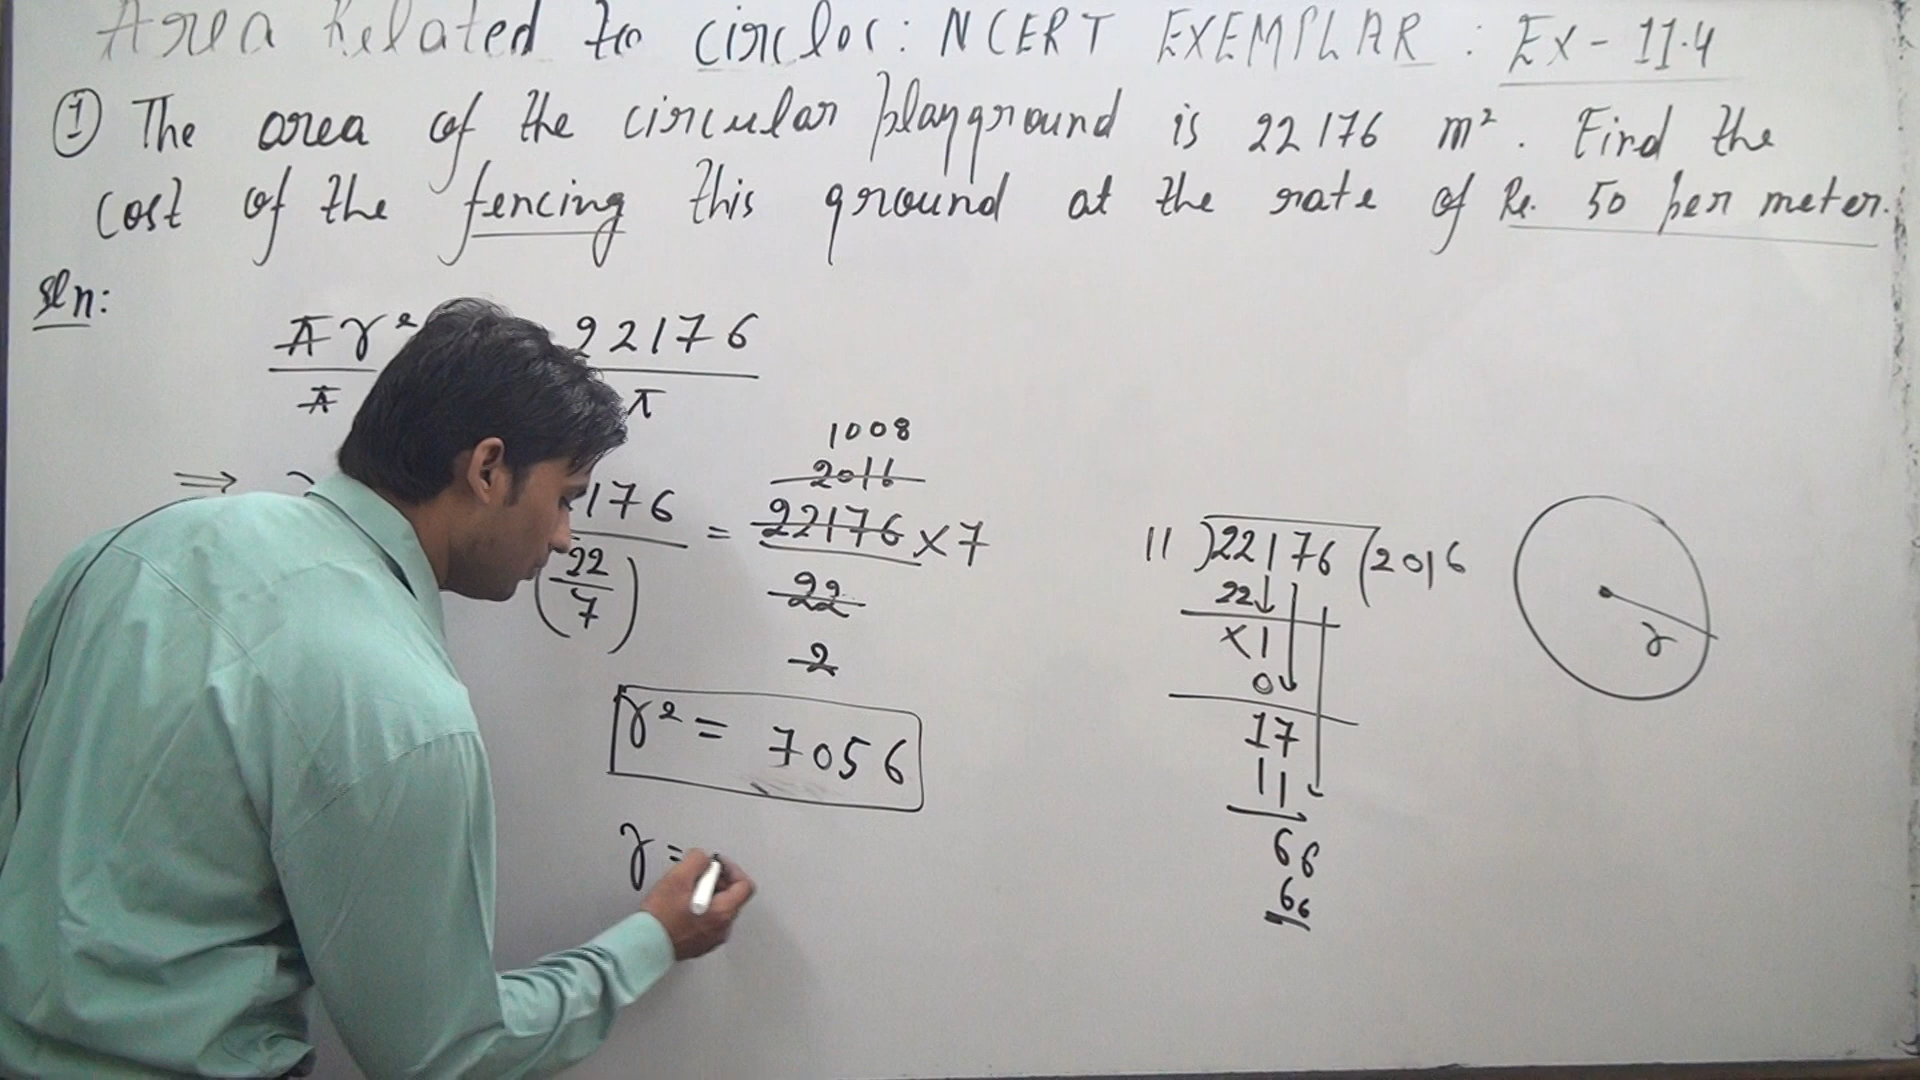 Area Related to circles: NCERT EXEMPLAR : Ex - 11.4
① The area of the circular playground is 22176 m². Find the
cost of the fencing this ground at the rate of Re. 50 per meter.
Sln:
πr² 22176
π π
1008
2016
⇒ 176 = 22176 × 7
(22/7) 22
2
r² = 7056
r =
11 ) 22176 ( 2016
22
×1
0
17
11
66
66
r